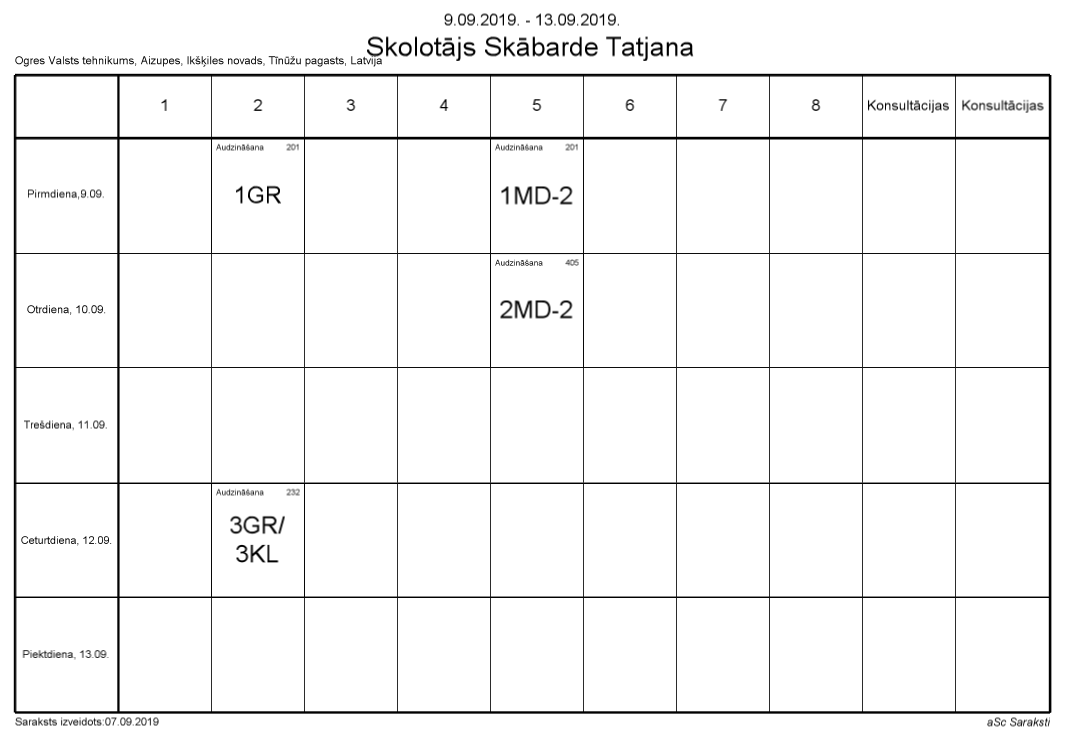 9.09.2019. - 13.09.2019.
Skolotājs Skābarde Tatjana
Ogres Valsts tehnikums, Aizupes, Ikšķiles novads, Tīnūžu pagasts, Latvija
1 2 3 4 5 6 7 8 Konsultācijas Konsultācijas
Audzināšana 201 Audzināšana 201
Pirmdiena,9.09. 1GR 1MD-2
Audzināšana 405
Otrdiena, 10.09. 2MD-2
Trešdiena, 11.09.
Audzināšana 232
3GR/
Ceturtdiena, 12.09.
3KL
Piektdiena, 13.09.
Saraksts izveidots:07.09.2019 aSc Saraksti